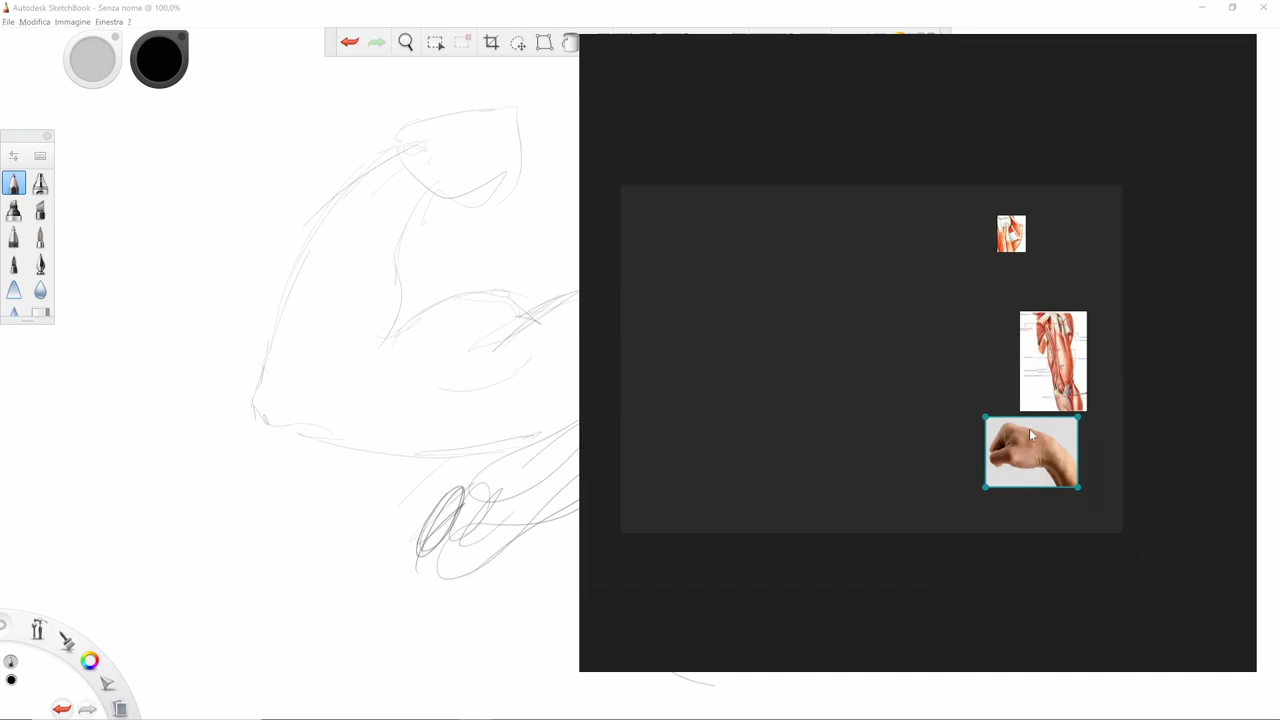 Autodesk SketchBook - Senza nome @ 100,0%
File Modifica Immagine Finestra ?